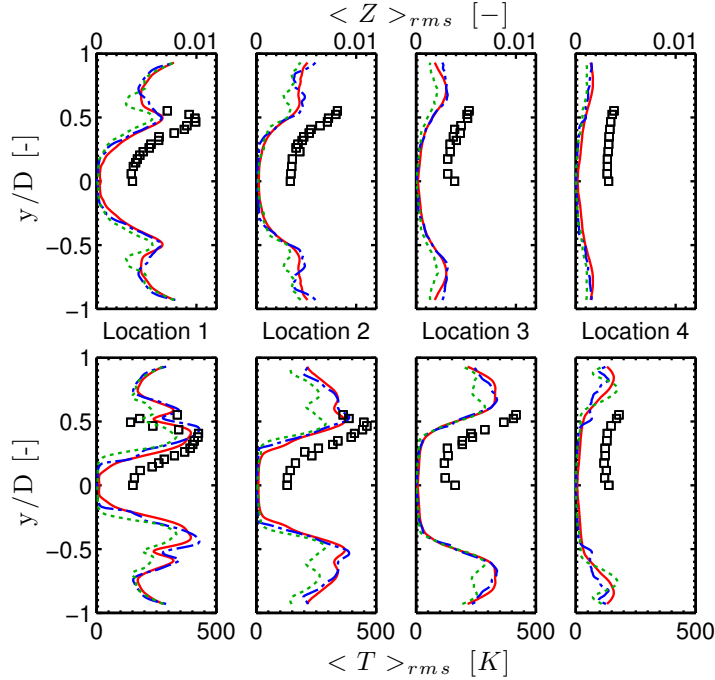 < Z >rms [−]
0 0.01 0 0.01 0 0.01 0 0.01
1
0.5
0
−0.5
−1
y/D [-]
Location 1 Location 2 Location 3 Location 4
1
0.5
0
−0.5
−1
y/D [-]
0 500 0 500 0 500 0 500
< T >rms [K]